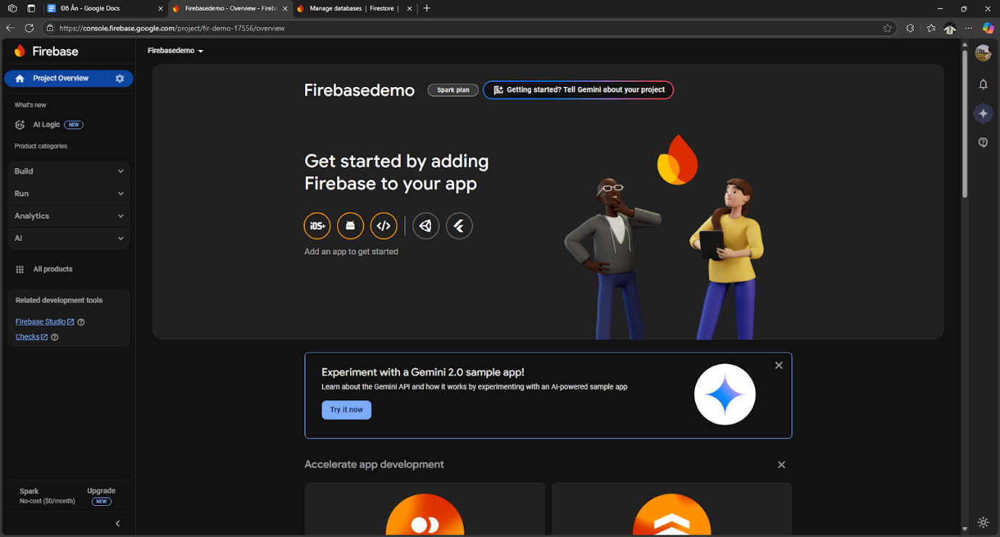 Đồ Án - Google Docs
Firebasedemo - Overview - Fireba
Manage databases | Firestore |
https://console.firebase.google.com/project/fir-demo-17556/overview
Firebase
Firebasedemo
Project Overview
What's new
AI Logic NEW
Product categories
Build
Run
Analytics
AI
All products
Related development tools
Firebase Studio
Checks
Spark
No-cost ($0/month)
Upgrade
NEW
Firebasedemo
Spark plan
Getting started? Tell Gemini about your project
Get started by adding
Firebase to your app
iOS+
Add an app to get started
Experiment with a Gemini 2.0 sample app!
Learn about the Gemini API and how it works by experimenting with an AI-powered sample app
Try it now
Accelerate app development